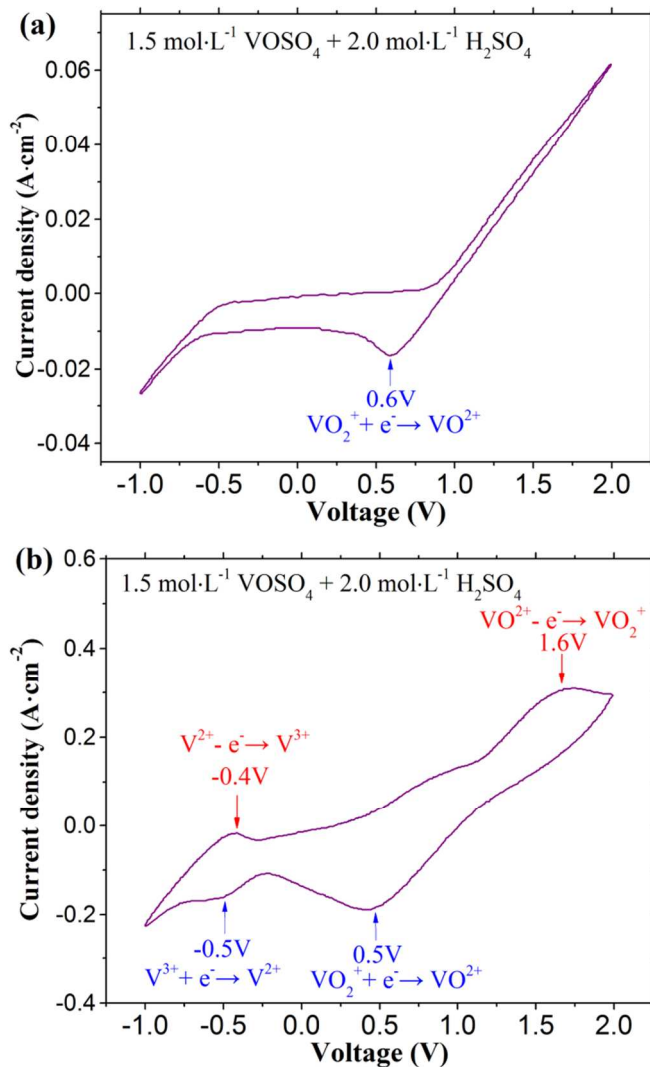 (a)
1.5 mol·L⁻¹ VOSO₄ + 2.0 mol·L⁻¹ H₂SO₄
0.06
0.04
0.02
0.00
-0.02
-0.04
Current density (A·cm⁻²)
0.6V
VO₂⁺+ e⁻→ VO²⁺
-1.0 -0.5 0.0 0.5 1.0 1.5 2.0
Voltage (V)
(b)
1.5 mol·L⁻¹ VOSO₄ + 2.0 mol·L⁻¹ H₂SO₄
0.6
0.4
0.2
0.0
-0.2
-0.4
Current density (A·cm⁻²)
VO²⁺- e⁻→ VO₂⁺
1.6V
V²⁺- e⁻→ V³⁺
-0.4V
-0.5V
V³⁺+ e⁻→ V²⁺
0.5V
VO₂⁺+ e⁻→ VO²⁺
-1.0 -0.5 0.0 0.5 1.0 1.5 2.0
Voltage (V)